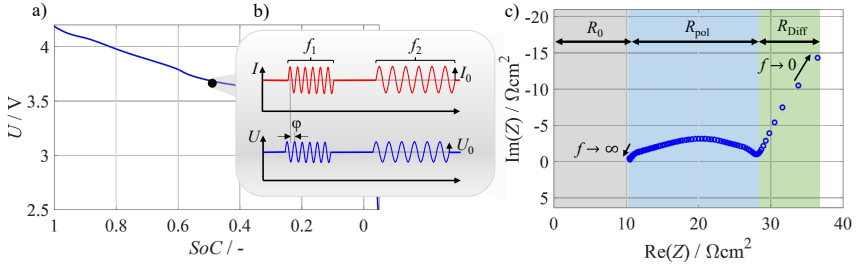 a)
U / V
4
3.5
3
2.5
1
0.8
0.6
0.4
0.2
0
SoC / -
b)
f₁
f₂
I
I₀
φ
U
U₀
c)
R₀
R_pol
R_Diff
f → 0
f → ∞
Im(Z) / Ωcm²
-20
-15
-10
-5
0
5
0
10
20
30
40
Re(Z) / Ωcm²